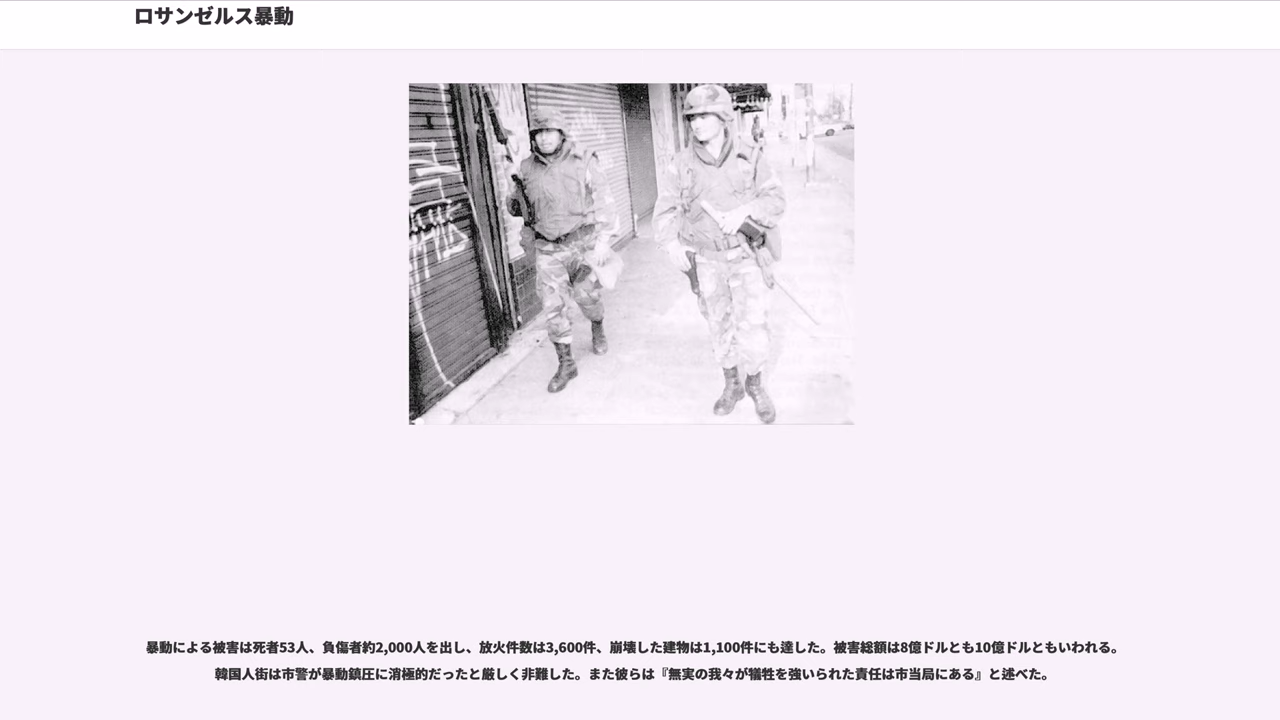 ロサンゼルス暴動
暴動による被害は死者53人、負傷者約2,000人を出し、放火件数は3,600件、崩壊した建物は1,100件にも達した。被害総額は8億ドルとも10億ドルともいわれる。
韓国人街は市警が暴動鎮圧に消極的だったと厳しく非難した。また彼らは『無実の我々が犠牲を強いられた責任は市当局にある』と述べた。